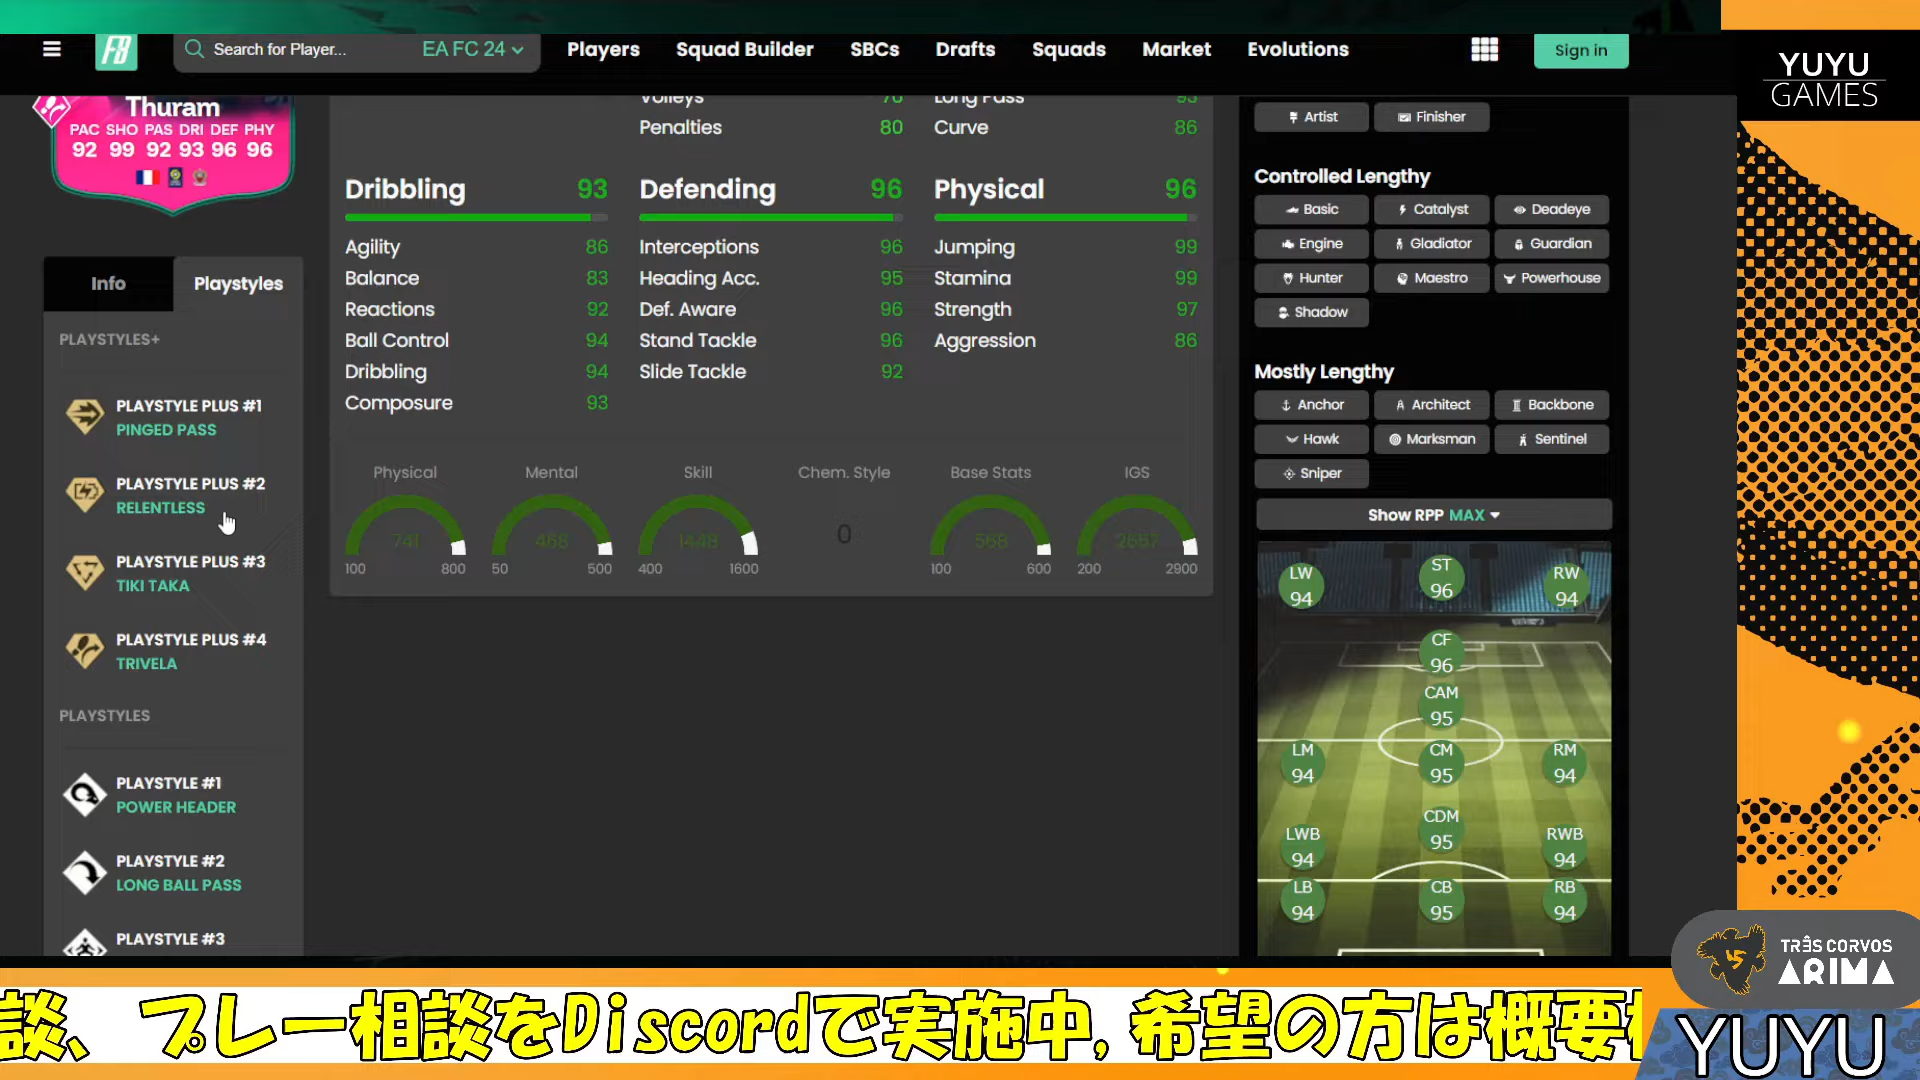 Search for Player...
EA FC 24
Players
Squad Builder
SBCs
Drafts
Squads
Market
Evolutions
Sign in
YUYU
GAMES
Thuram
PAC SHO PAS DRI DEF PHY
92 99 92 93 96 96
Info
Playstyles
PLAYSTYLES+
PLAYSTYLE PLUS #1
PINGED PASS
PLAYSTYLE PLUS #2
RELENTLESS
PLAYSTYLE PLUS #3
TIKI TAKA
PLAYSTYLE PLUS #4
TRIVELA
PLAYSTYLES
PLAYSTYLE #1
POWER HEADER
PLAYSTYLE #2
LONG BALL PASS
PLAYSTYLE #3
Volleys 76
Penalties 80
Long Pass 93
Curve 86
Dribbling 93
Agility 86
Balance 83
Reactions 92
Ball Control 94
Dribbling 94
Composure 93
Defending 96
Interceptions 96
Heading Acc. 95
Def. Aware 96
Stand Tackle 96
Slide Tackle 92
Physical 96
Jumping 99
Stamina 99
Strength 97
Aggression 86
Physical
741
100 800
Mental
468
50 500
Skill
1448
400 1600
Chem. Style
0
Base Stats
568
100 600
IGS
2657
200 2900
Artist
Finisher
Controlled Lengthy
Basic
Catalyst
Deadeye
Engine
Gladiator
Guardian
Hunter
Maestro
Powerhouse
Shadow
Mostly Lengthy
Anchor
Architect
Backbone
Hawk
Marksman
Sentinel
Sniper
Show RPP MAX
LW
94
ST
96
RW
94
CF
96
CAM
95
LM
94
CM
95
RM
94
CDM
95
LWB
94
RWB
94
LB
94
CB
95
RB
94
TRÊS CORVOS
ARIMA
談、プレー相談をDiscordで実施中,希望の方は概要
YUYU